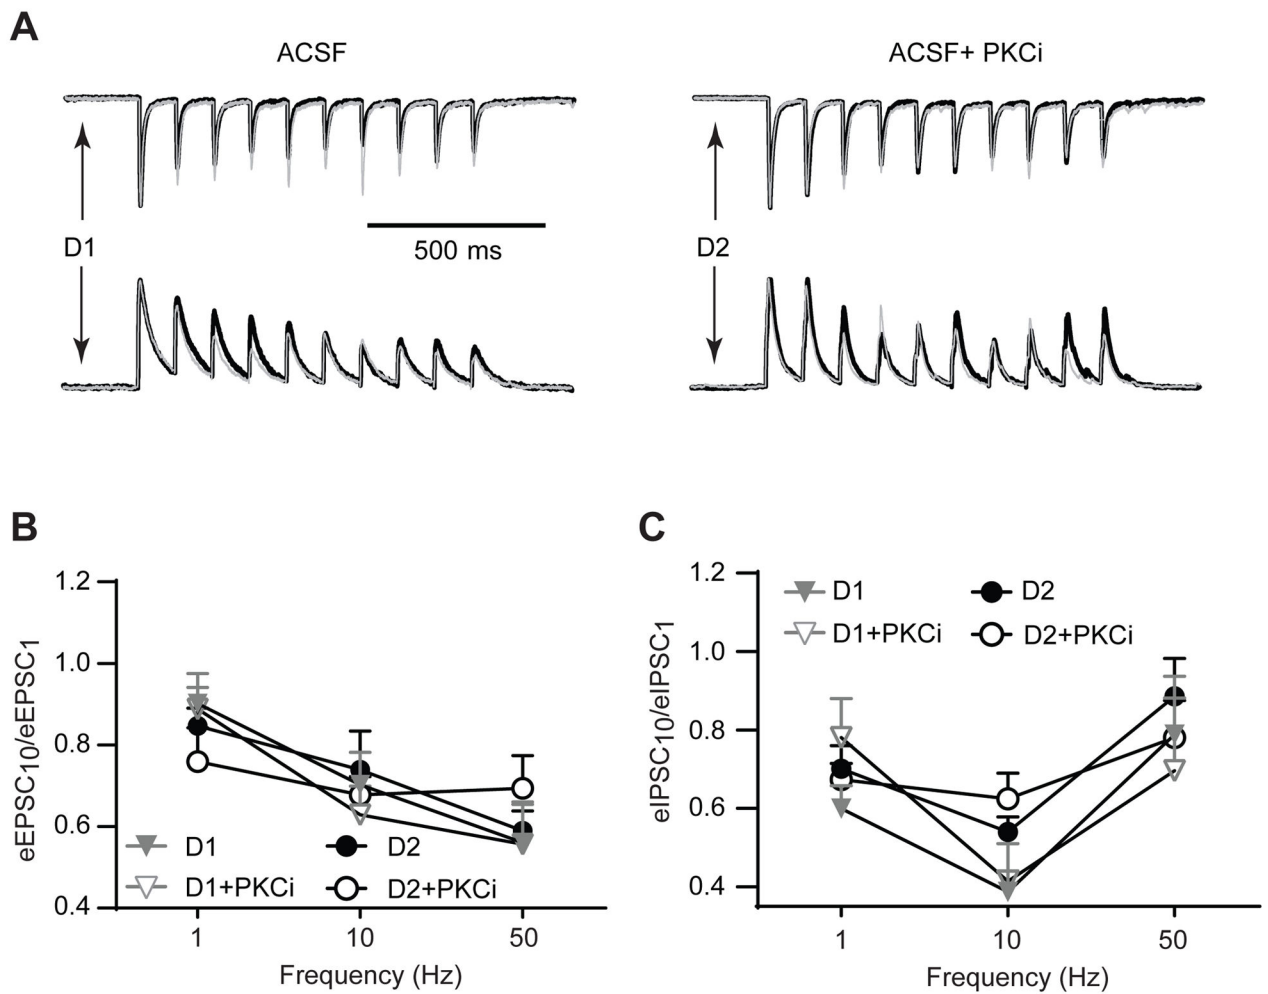 A
ACSF
ACSF+ PKCi
D1
500 ms
D2
B
C
eEPSC10/eEPSC1
1.2
1.0
0.8
0.6
0.4
D1
D2
D1+PKCi
D2+PKCi
1
10
50
Frequency (Hz)
eIPSC10/eIPSC1
1.2
1.0
0.8
0.6
0.4
D1
D2
D1+PKCi
D2+PKCi
1
10
50
Frequency (Hz)